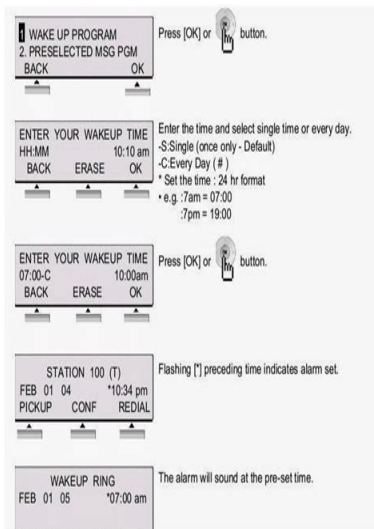 1 WAKE UP PROGRAM
2. PRESELECTED MSG PGM
BACK OK
Press [OK] or button.
ENTER YOUR WAKEUP TIME
HH:MM 10:10 am
BACK ERASE OK
Enter the time and select single time or every day.
-S:Single (once only - Default)
-C:Every Day ( # )
* Set the time : 24 hr format
• e.g. :7am = 07:00
:7pm = 19:00
ENTER YOUR WAKEUP TIME
07:00-C 10:00am
BACK ERASE OK
Press [OK] or button.
STATION 100 (T)
FEB 01 04 *10:34 pm
PICKUP CONF REDIAL
Flashing [*] preceding time indicates alarm set.
WAKEUP RING
FEB 01 05 *07:00 am
The alarm will sound at the pre-set time.